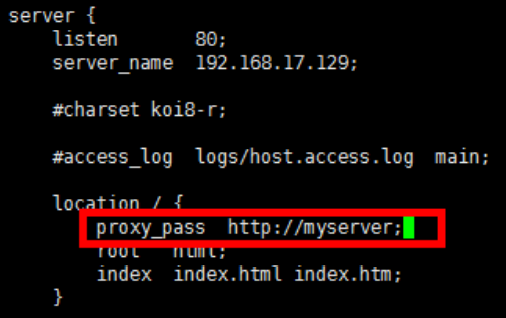 server {
listen 80;
server_name 192.168.17.129;
#charset koi8-r;
#access_log logs/host.access.log main;
location / {
proxy_pass http://myserver;
root html;
index index.html index.htm;
}